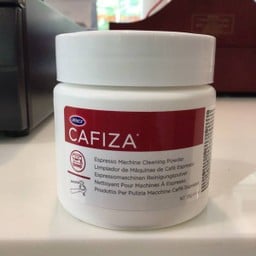 URNEX
CAFIZA
Espresso Machine Cleaning Powder
Limpiador de Máquinas de Café Espresso
Espressomaschinen Reinigungspulver
Nettoyant Pour Machines À Espresso
Prodotto Per Pulizia Macchine Caffè Espresso